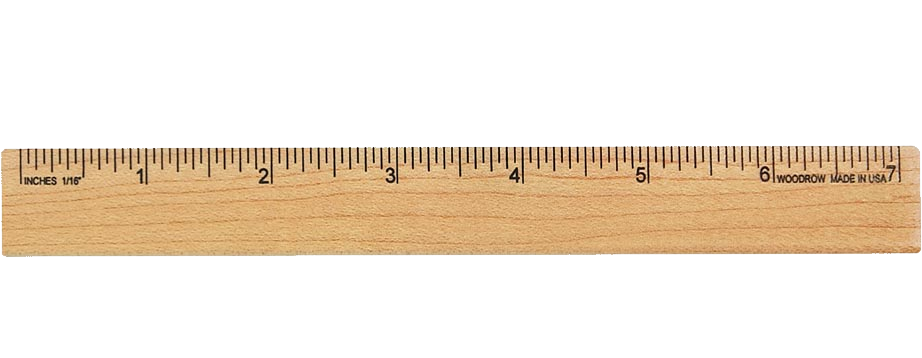 1 2 3 4 5 6 7
INCHES 1/16" WOODROW MADE IN USA